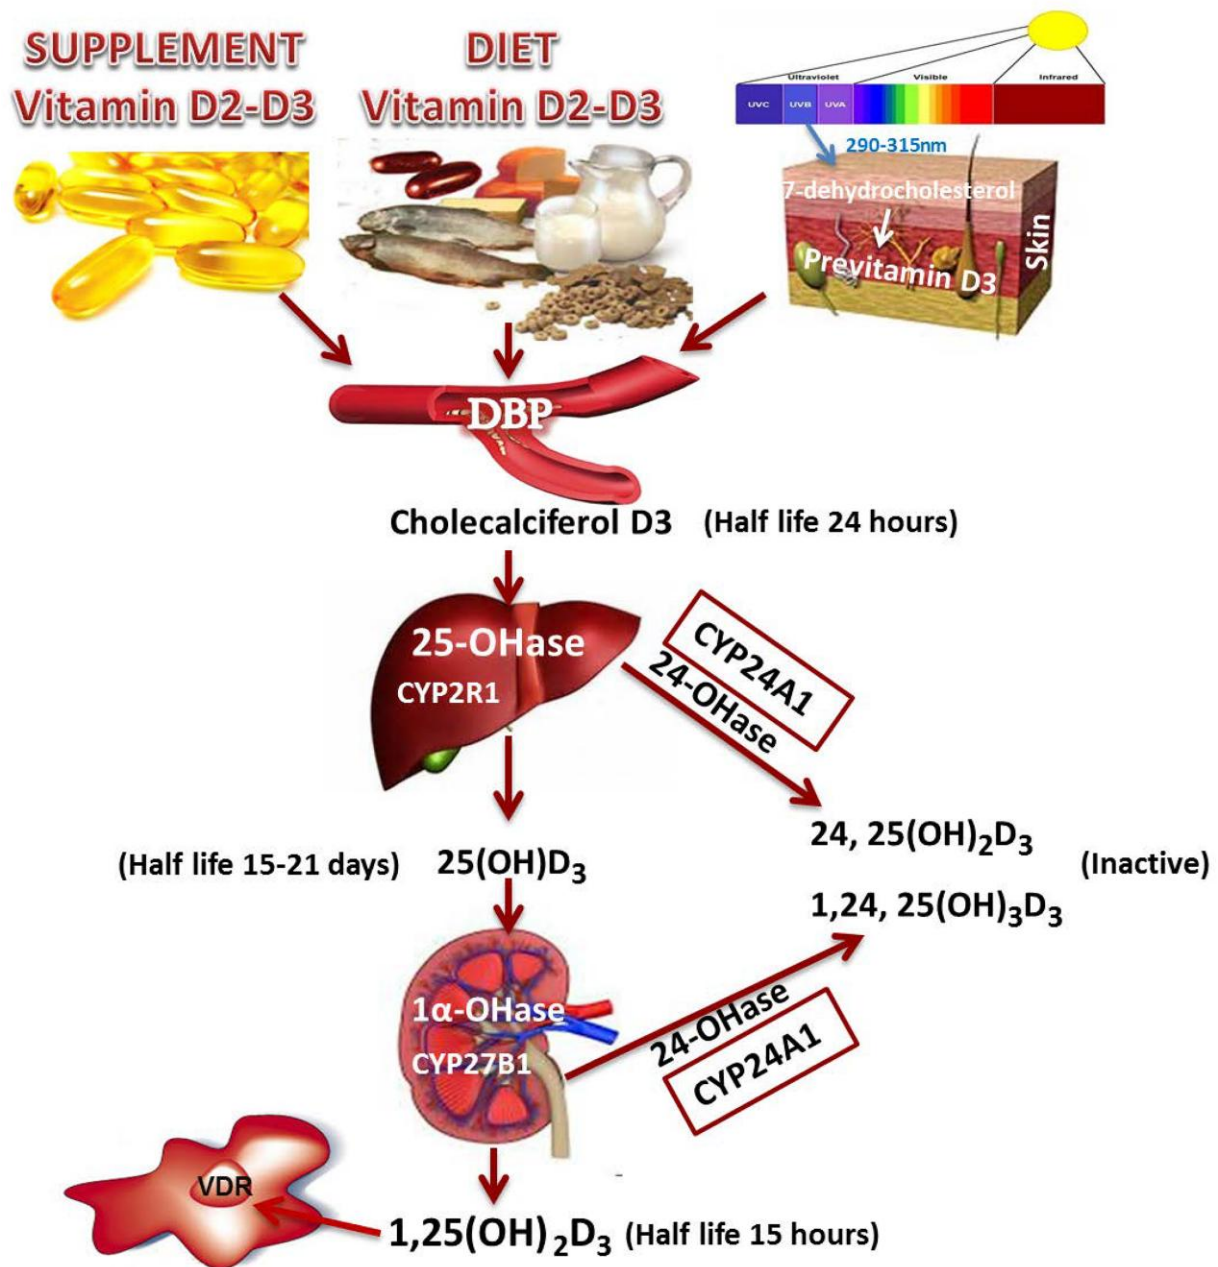 SUPPLEMENT
Vitamin D2-D3
DIET
Vitamin D2-D3
Ultraviolet
Visible
Infrared
UVC
UVB
UVA
290-315nm
7-dehydrocholesterol
Previtamin D3
Skin
DBP
Cholecalciferol D3 (Half life 24 hours)
25-OHase
CYP2R1
CYP24A1
24-OHase
24, 25(OH)₂D₃
(Half life 15-21 days) 25(OH)D₃
(Inactive)
1,24, 25(OH)₃D₃
1α-OHase
CYP27B1
24-OHase
CYP24A1
VDR
1,25(OH)₂D₃ (Half life 15 hours)